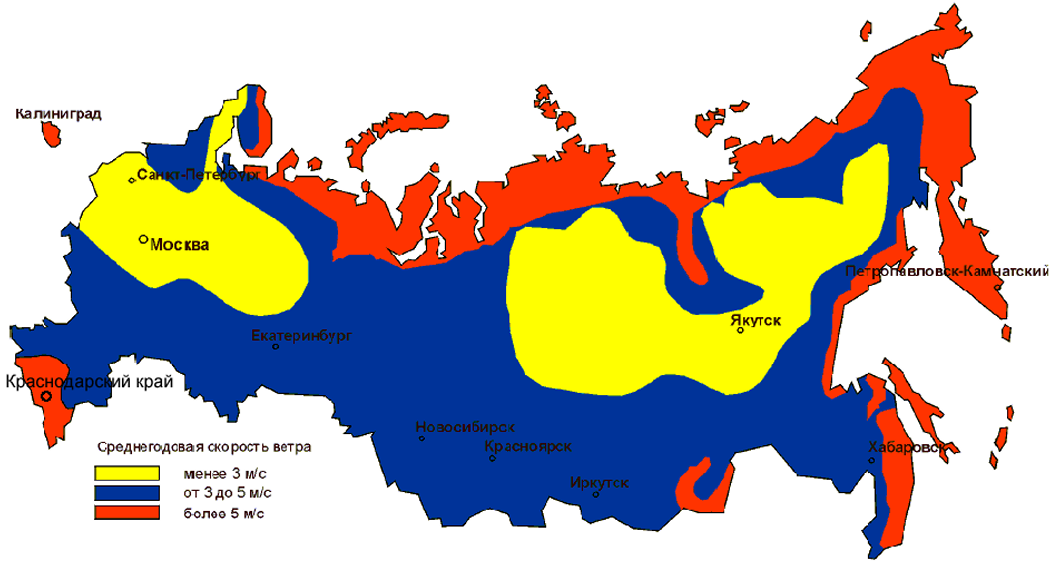 Калиниград
Санкт-Петербург
Москва
Петропавловск-Камчатский
Якутск
Екатеринбург
Краснодарский край
Новосибирск
Красноярск
Хабаровск
Иркутск
Среднегодовая скорость ветра
менее 3 м/с
от 3 до 5 м/с
более 5 м/с